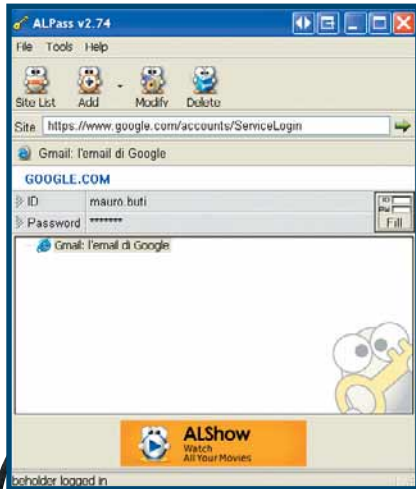 ALPass v2.74
File Tools Help
Site List Add Modify Delete
Site https://www.google.com/accounts/ServiceLogin
Gmail: l'email di Google
GOOGLE.COM
ID mauro.buti
Password *******
Fill
Gmail: l'email di Google
ALShow
Watch
All Your Movies
beholder logged in